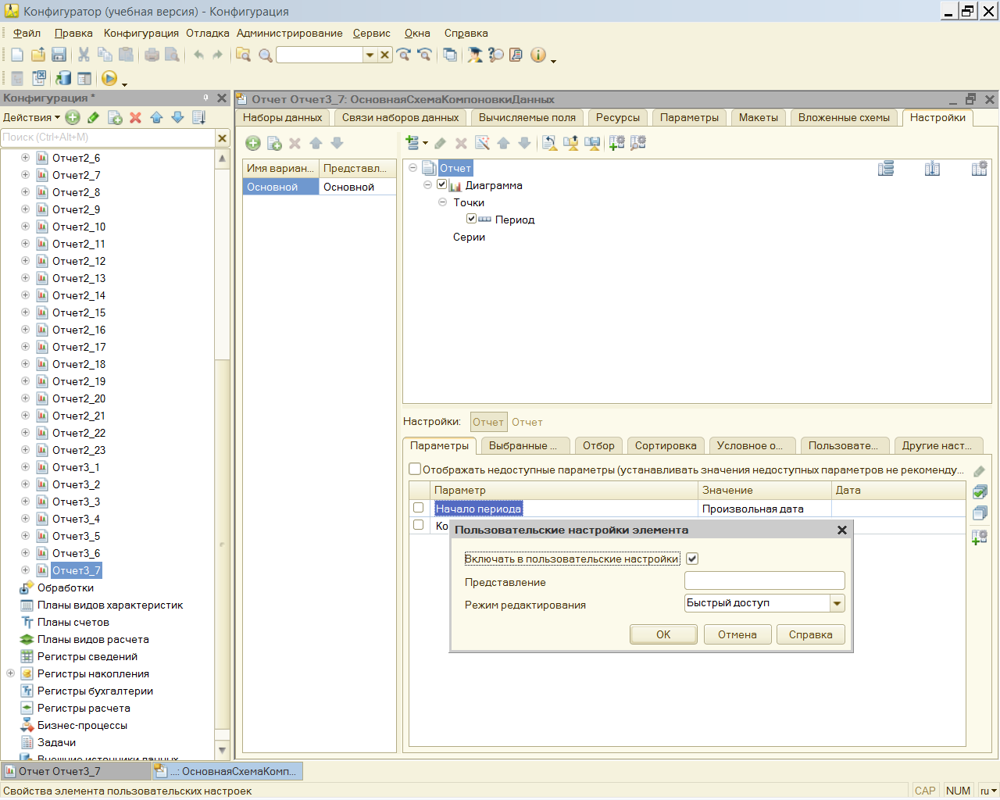 Конфигуратор (учебная версия) - Конфигурация
Файл Правка Конфигурация Отладка Администрирование Сервис Окна Справка
Конфигурация *
Действия
Поиск (Ctrl+Alt+M)
Отчет2_6
Отчет2_7
Отчет2_8
Отчет2_9
Отчет2_10
Отчет2_11
Отчет2_12
Отчет2_13
Отчет2_14
Отчет2_15
Отчет2_16
Отчет2_17
Отчет2_18
Отчет2_19
Отчет2_20
Отчет2_21
Отчет2_22
Отчет2_23
Отчет3_1
Отчет3_2
Отчет3_3
Отчет3_4
Отчет3_5
Отчет3_6
Отчет3_7
Обработки
Планы видов характеристик
Планы счетов
Планы видов расчета
Регистры сведений
Регистры накопления
Регистры бухгалтерии
Регистры расчета
Бизнес-процессы
Задачи
Внешние источники данных
Отчет Отчет3_7: ОсновнаяСхемаКомпоновкиДанных
Наборы данных Связи наборов данных Вычисляемые поля Ресурсы Параметры Макеты Вложенные схемы Настройки
Имя вариан... Представл...
Основной Основной
Отчет
Диаграмма
Точки
Период
Серии
Настройки: Отчет Отчет
Параметры Выбранные ... Отбор Сортировка Условное о... Пользовате... Другие наст...
Отображать недоступные параметры (устанавливать значения недоступных параметров не рекоменду...
Параметр Значение Дата
Начало периода Произвольная дата
Ко
Пользовательские настройки элемента
Включать в пользовательские настройки
Представление
Режим редактирования Быстрый доступ
OK Отмена Справка
Отчет Отчет3_7 ...: ОсновнаяСхемаКомп...
Свойства элемента пользовательских настроек CAP NUM ru